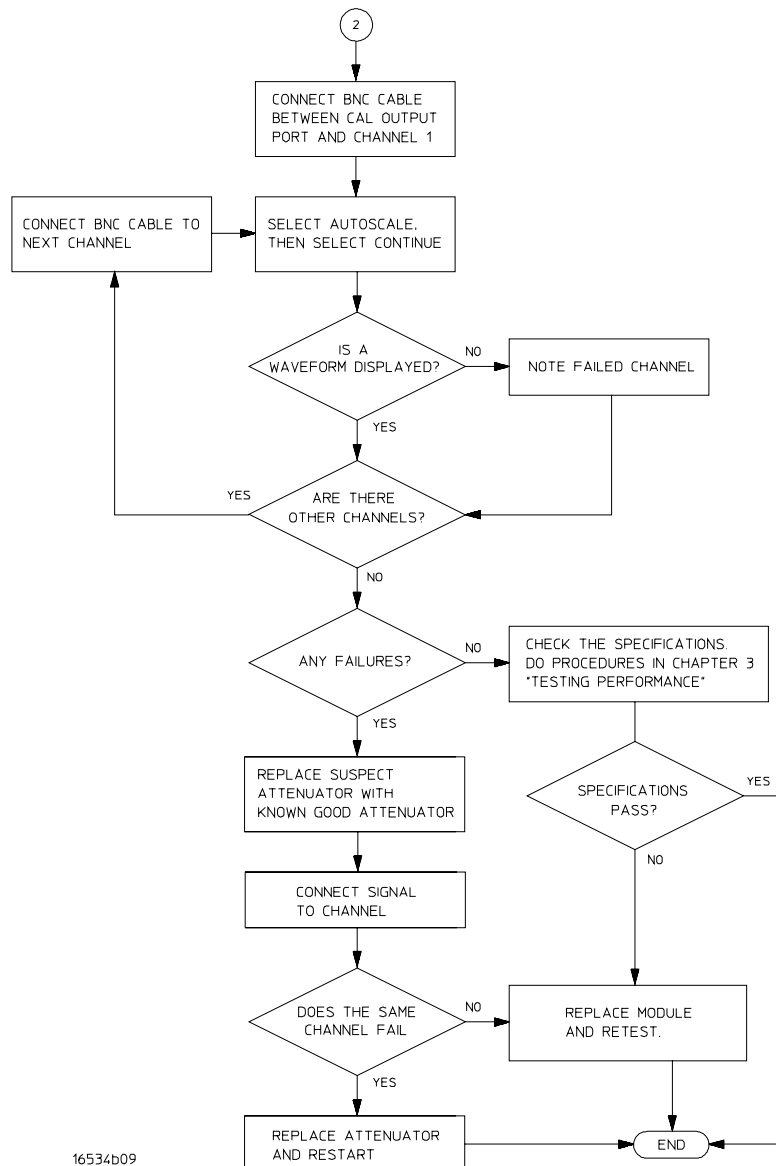 2
CONNECT BNC CABLE
BETWEEN CAL OUTPUT
PORT AND CHANNEL 1
CONNECT BNC CABLE TO
NEXT CHANNEL
SELECT AUTOSCALE,
THEN SELECT CONTINUE
IS A
WAVEFORM DISPLAYED?
NO
NOTE FAILED CHANNEL
YES
YES
ARE THERE
OTHER CHANNELS?
NO
ANY FAILURES?
NO
CHECK THE SPECIFICATIONS.
DO PROCEDURES IN CHAPTER 3
"TESTING PERFORMANCE"
YES
REPLACE SUSPECT
ATTENUATOR WITH
KNOWN GOOD ATTENUATOR
SPECIFICATIONS
PASS?
YES
NO
CONNECT SIGNAL
TO CHANNEL
DOES THE SAME
CHANNEL FAIL
NO
REPLACE MODULE
AND RETEST.
YES
REPLACE ATTENUATOR
AND RESTART
END
16534b09